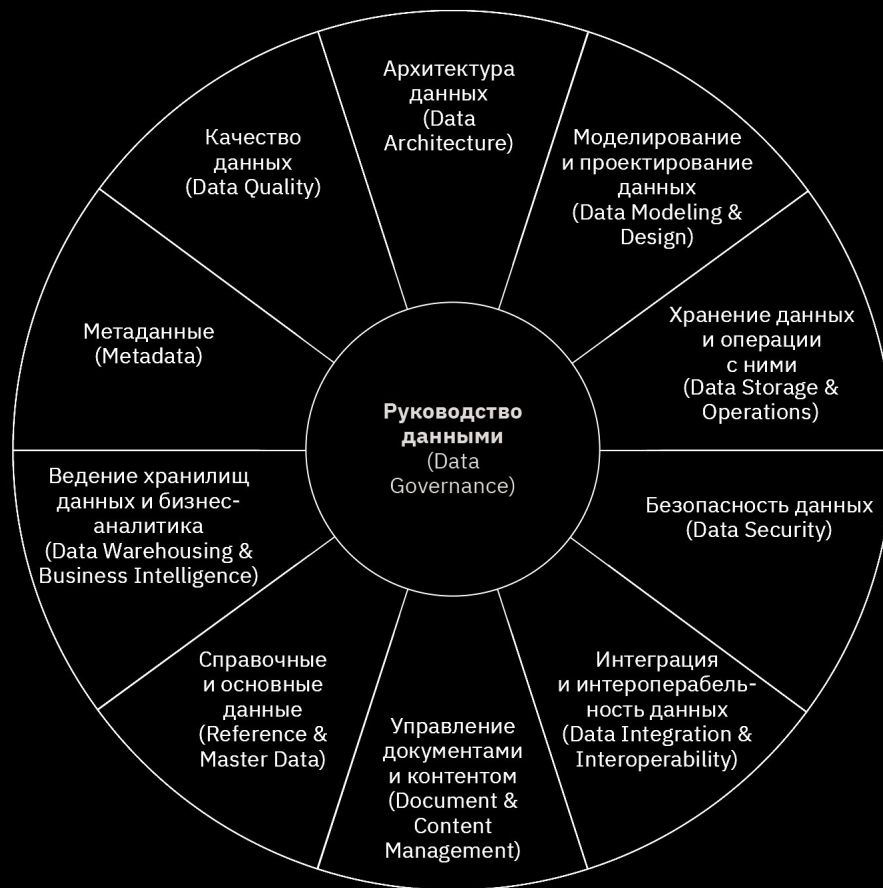 Архитектура
данных
(Data
Architecture)
Моделирование
и проектирование
данных
(Data Modeling &
Design)
Хранение данных
и операции
с ними
(Data Storage &
Operations)
Безопасность данных
(Data Security)
Интеграция
и интероперабель-
ность данных
(Data Integration &
Interoperability)
Управление
документами
и контентом
(Document &
Content
Management)
Справочные
и основные
данные
(Reference &
Master Data)
Ведение хранилищ
данных и бизнес-
аналитика
(Data Warehousing &
Business Intelligence)
Метаданные
(Metadata)
Качество
данных
(Data Quality)
Руководство
данными
(Data
Governance)